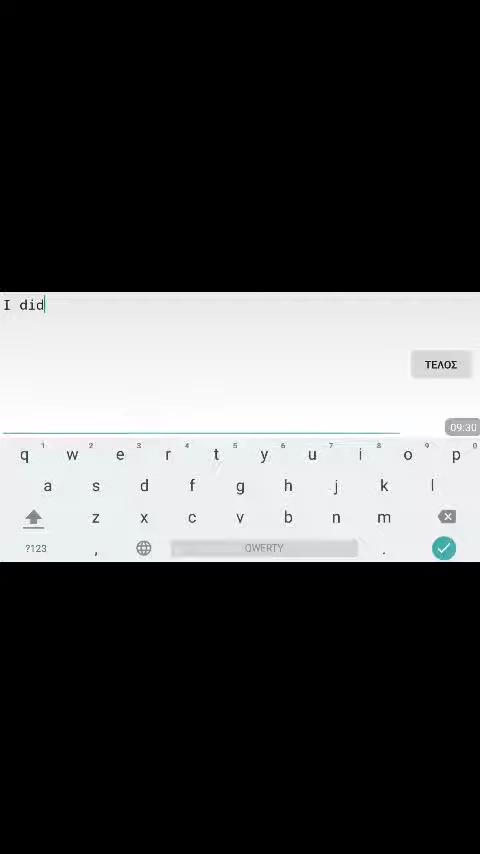 I did
ΤΕΛΟΣ
09:30
1 2 3 4 5 6 7 8 9 0
q w e r t y u i o p
a s d f g h j k l
z x c v b n m
?123 , QWERTY .